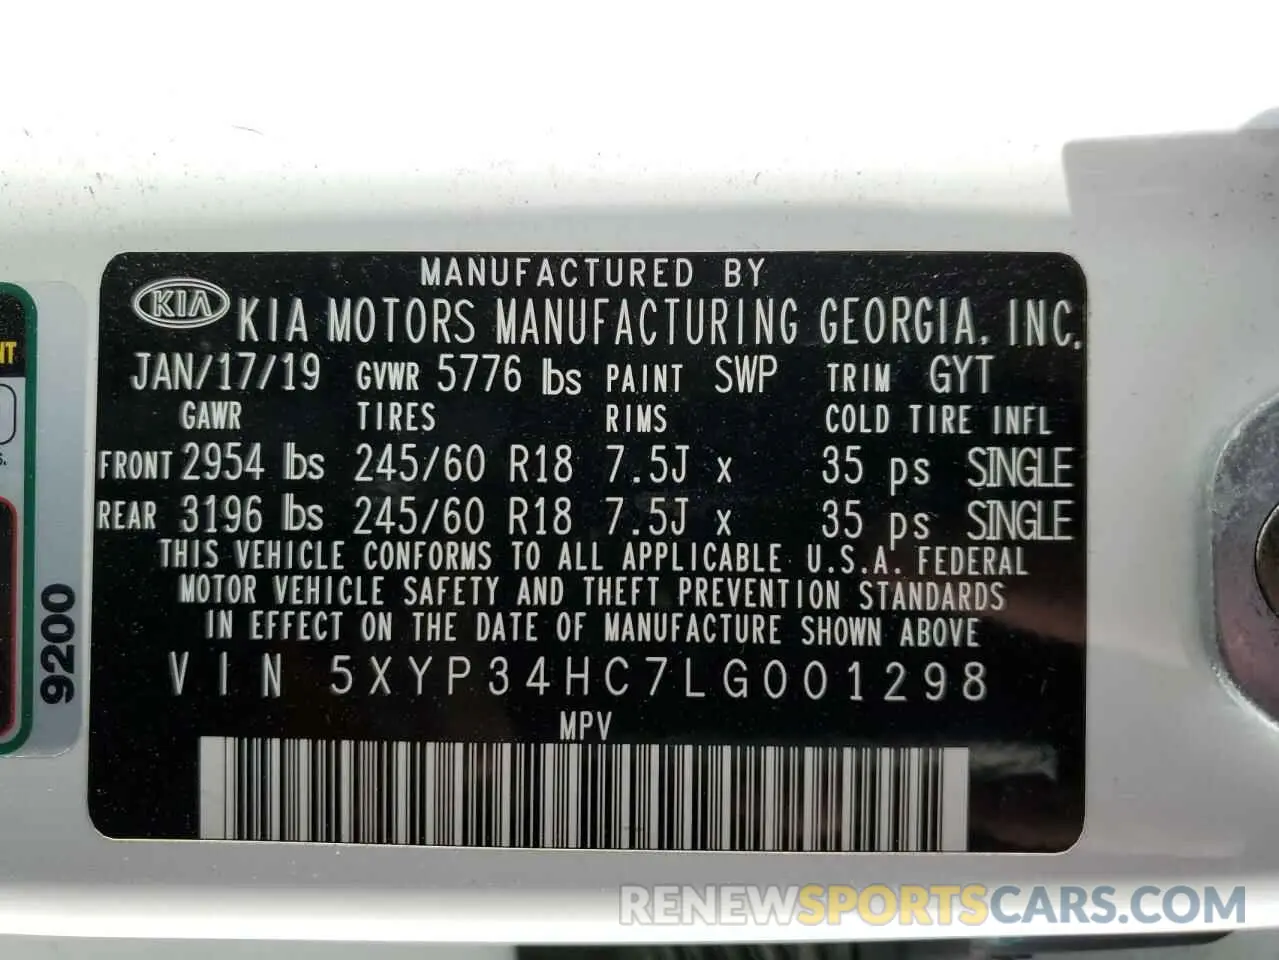 MANUFACTURED BY
KIA KIA MOTORS MANUFACTURING GEORGIA, INC.
JAN/17/19 GVWR 5776 lbs PAINT SWP TRIM GYT
GAWR TIRES RIMS COLD TIRE INFL
FRONT 2954 lbs 245/60 R18 7.5J x 35 ps SINGLE
REAR 3196 lbs 245/60 R18 7.5J x 35 ps SINGLE
THIS VEHICLE CONFORMS TO ALL APPLICABLE U.S.A. FEDERAL
MOTOR VEHICLE SAFETY AND THEFT PREVENTION STANDARDS
IN EFFECT ON THE DATE OF MANUFACTURE SHOWN ABOVE
VIN 5XYP34HC7LG001298
MPV
9200
RENEWSPORTSCARS.COM